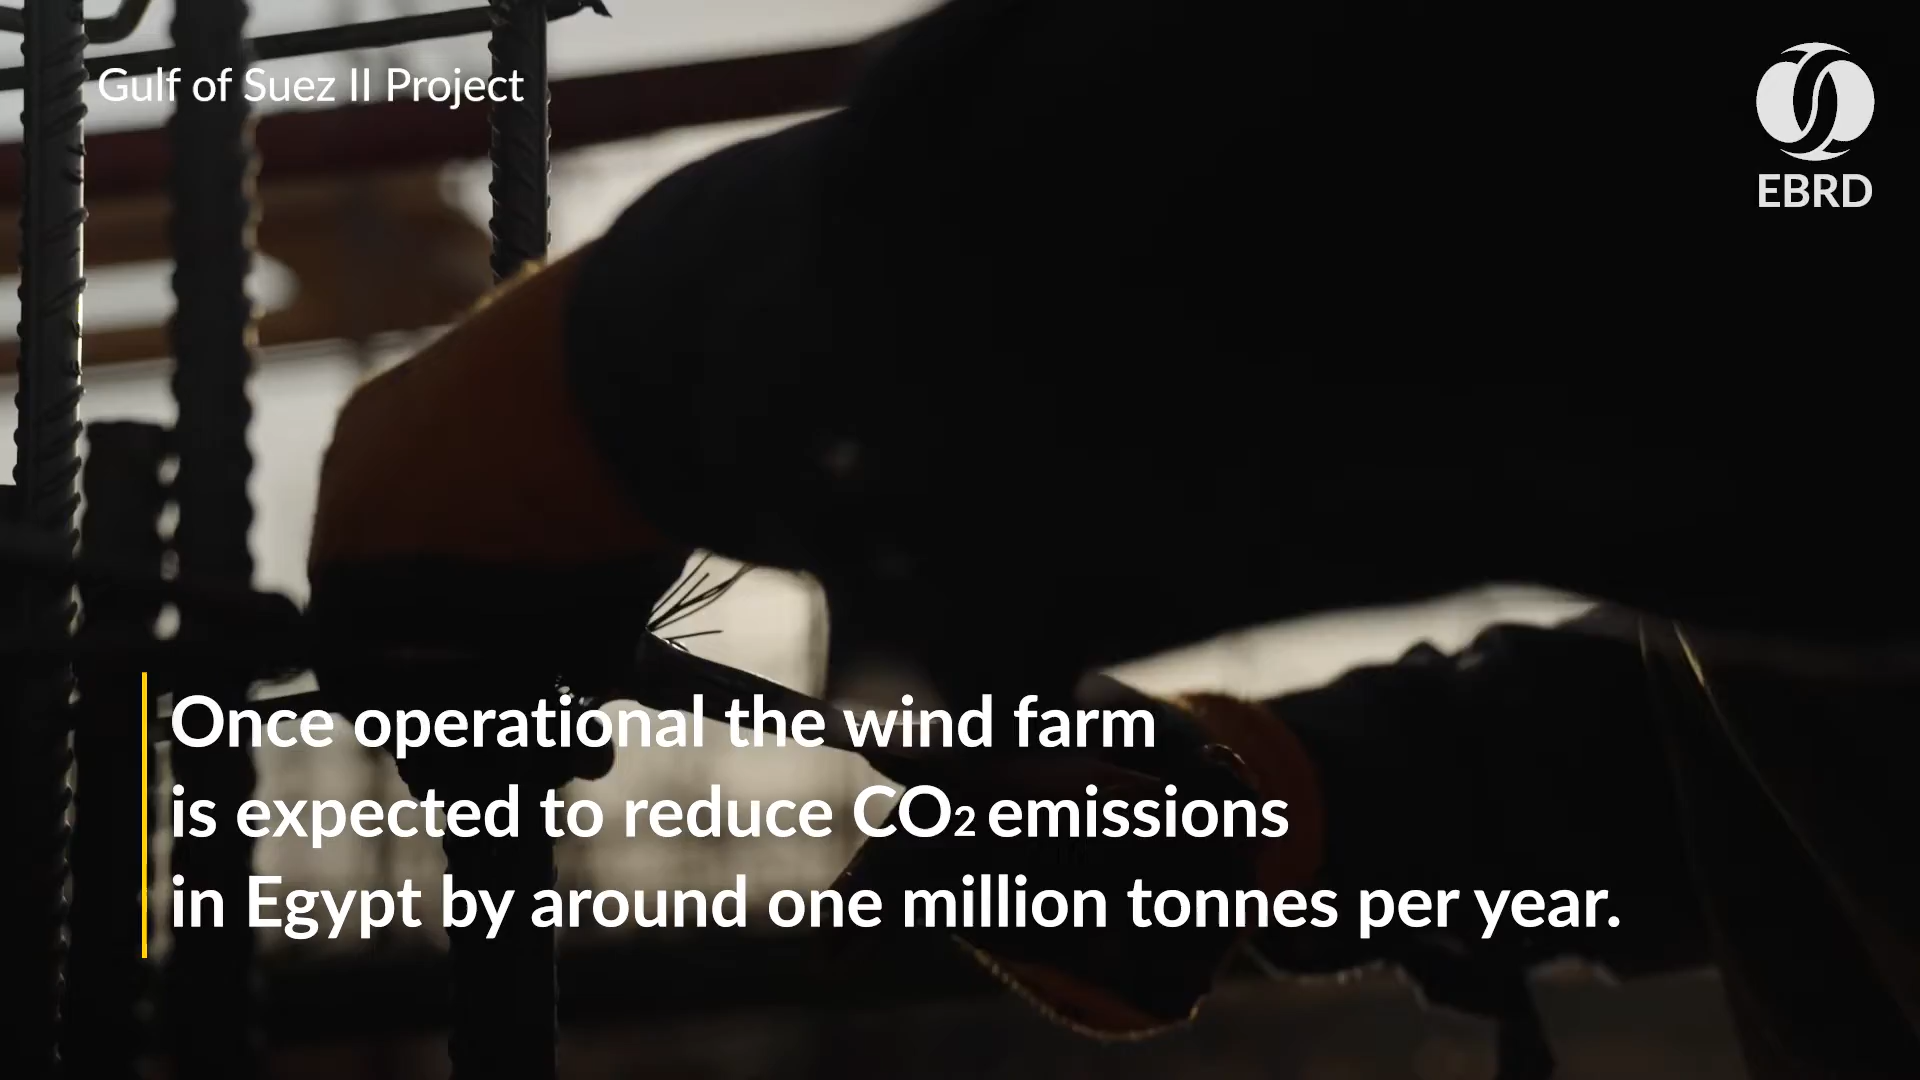 Gulf of Suez II Project
EBRD
Once operational the wind farm
is expected to reduce CO₂ emissions
in Egypt by around one million tonnes per year.